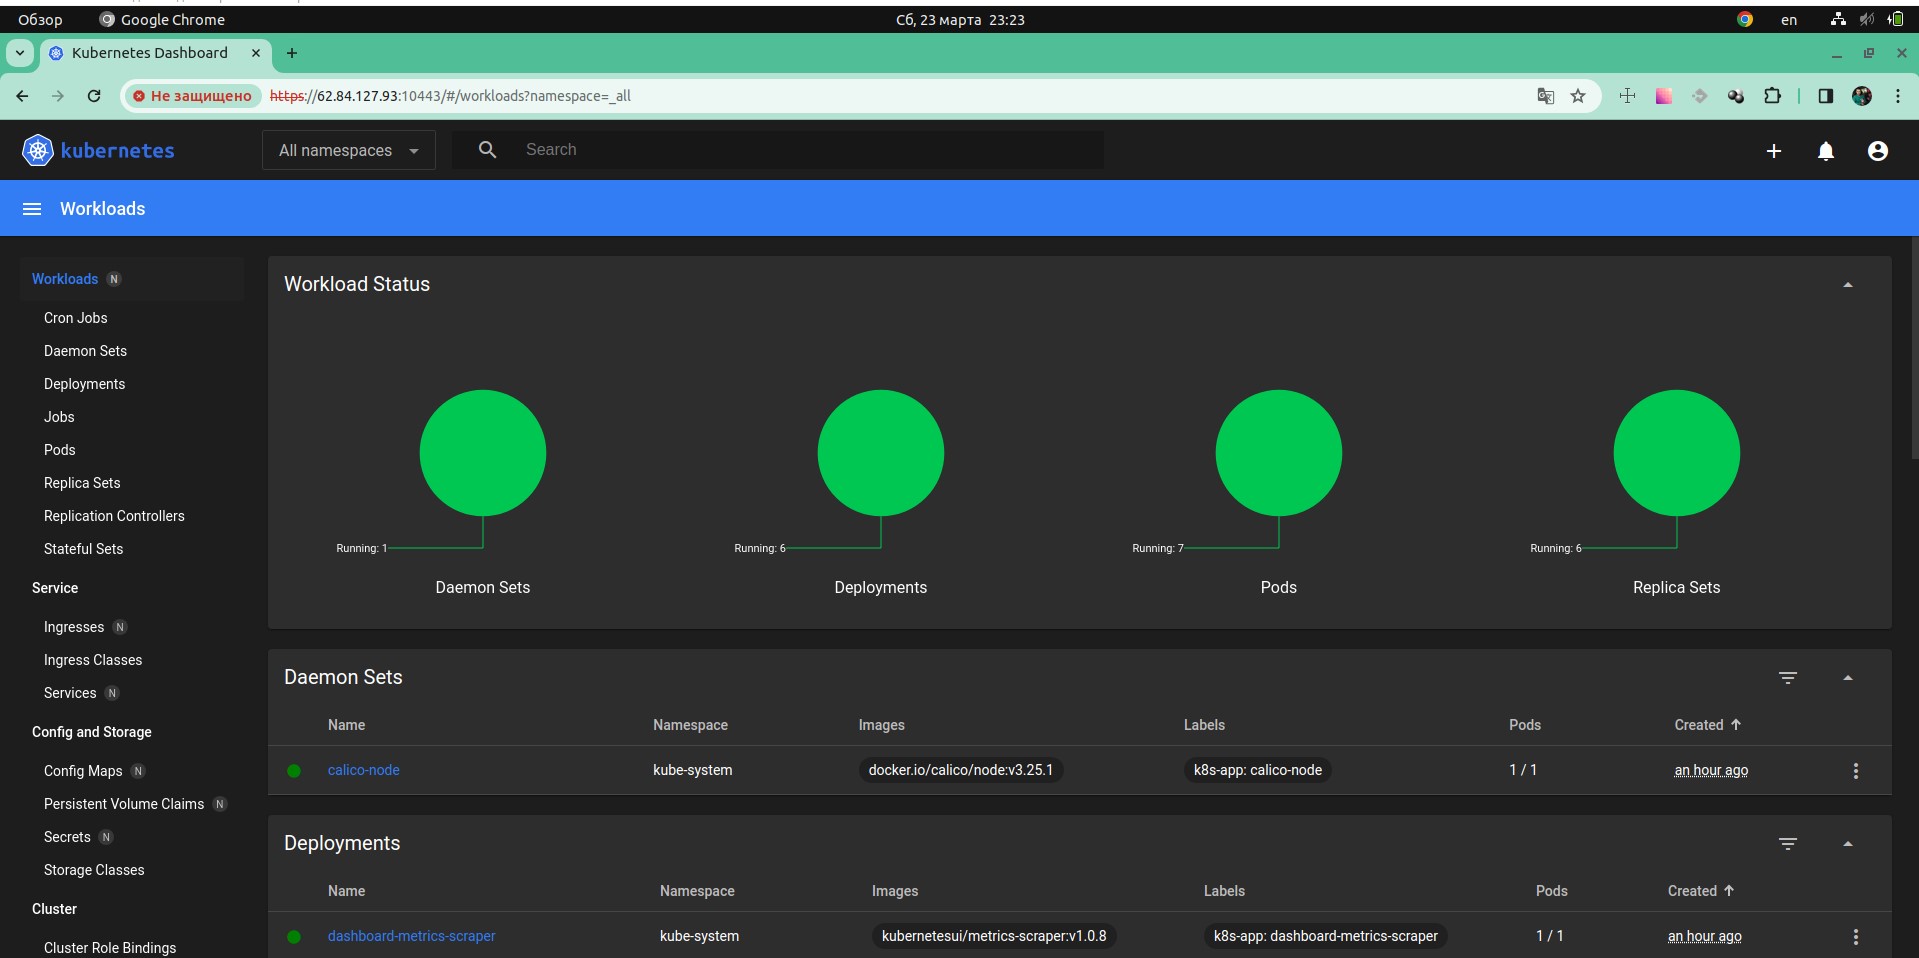 Обзор Google Chrome Сб, 23 марта 23:23 en
Kubernetes Dashboard
Не защищено https://62.84.127.93:10443/#/workloads?namespace=_all
kubernetes All namespaces Search
Workloads
Workloads N
Cron Jobs
Daemon Sets
Deployments
Jobs
Pods
Replica Sets
Replication Controllers
Stateful Sets
Service
Ingresses N
Ingress Classes
Services N
Config and Storage
Config Maps N
Persistent Volume Claims N
Secrets N
Storage Classes
Cluster
Cluster Role Bindings
Workload Status
Running: 1 Running: 6 Running: 7 Running: 6
Daemon Sets Deployments Pods Replica Sets
Daemon Sets
Name Namespace Images Labels Pods Created
calico-node kube-system docker.io/calico/node:v3.25.1 k8s-app: calico-node 1 / 1 an hour ago
Deployments
Name Namespace Images Labels Pods Created
dashboard-metrics-scraper kube-system kubernetesui/metrics-scraper:v1.0.8 k8s-app: dashboard-metrics-scraper 1 / 1 an hour ago